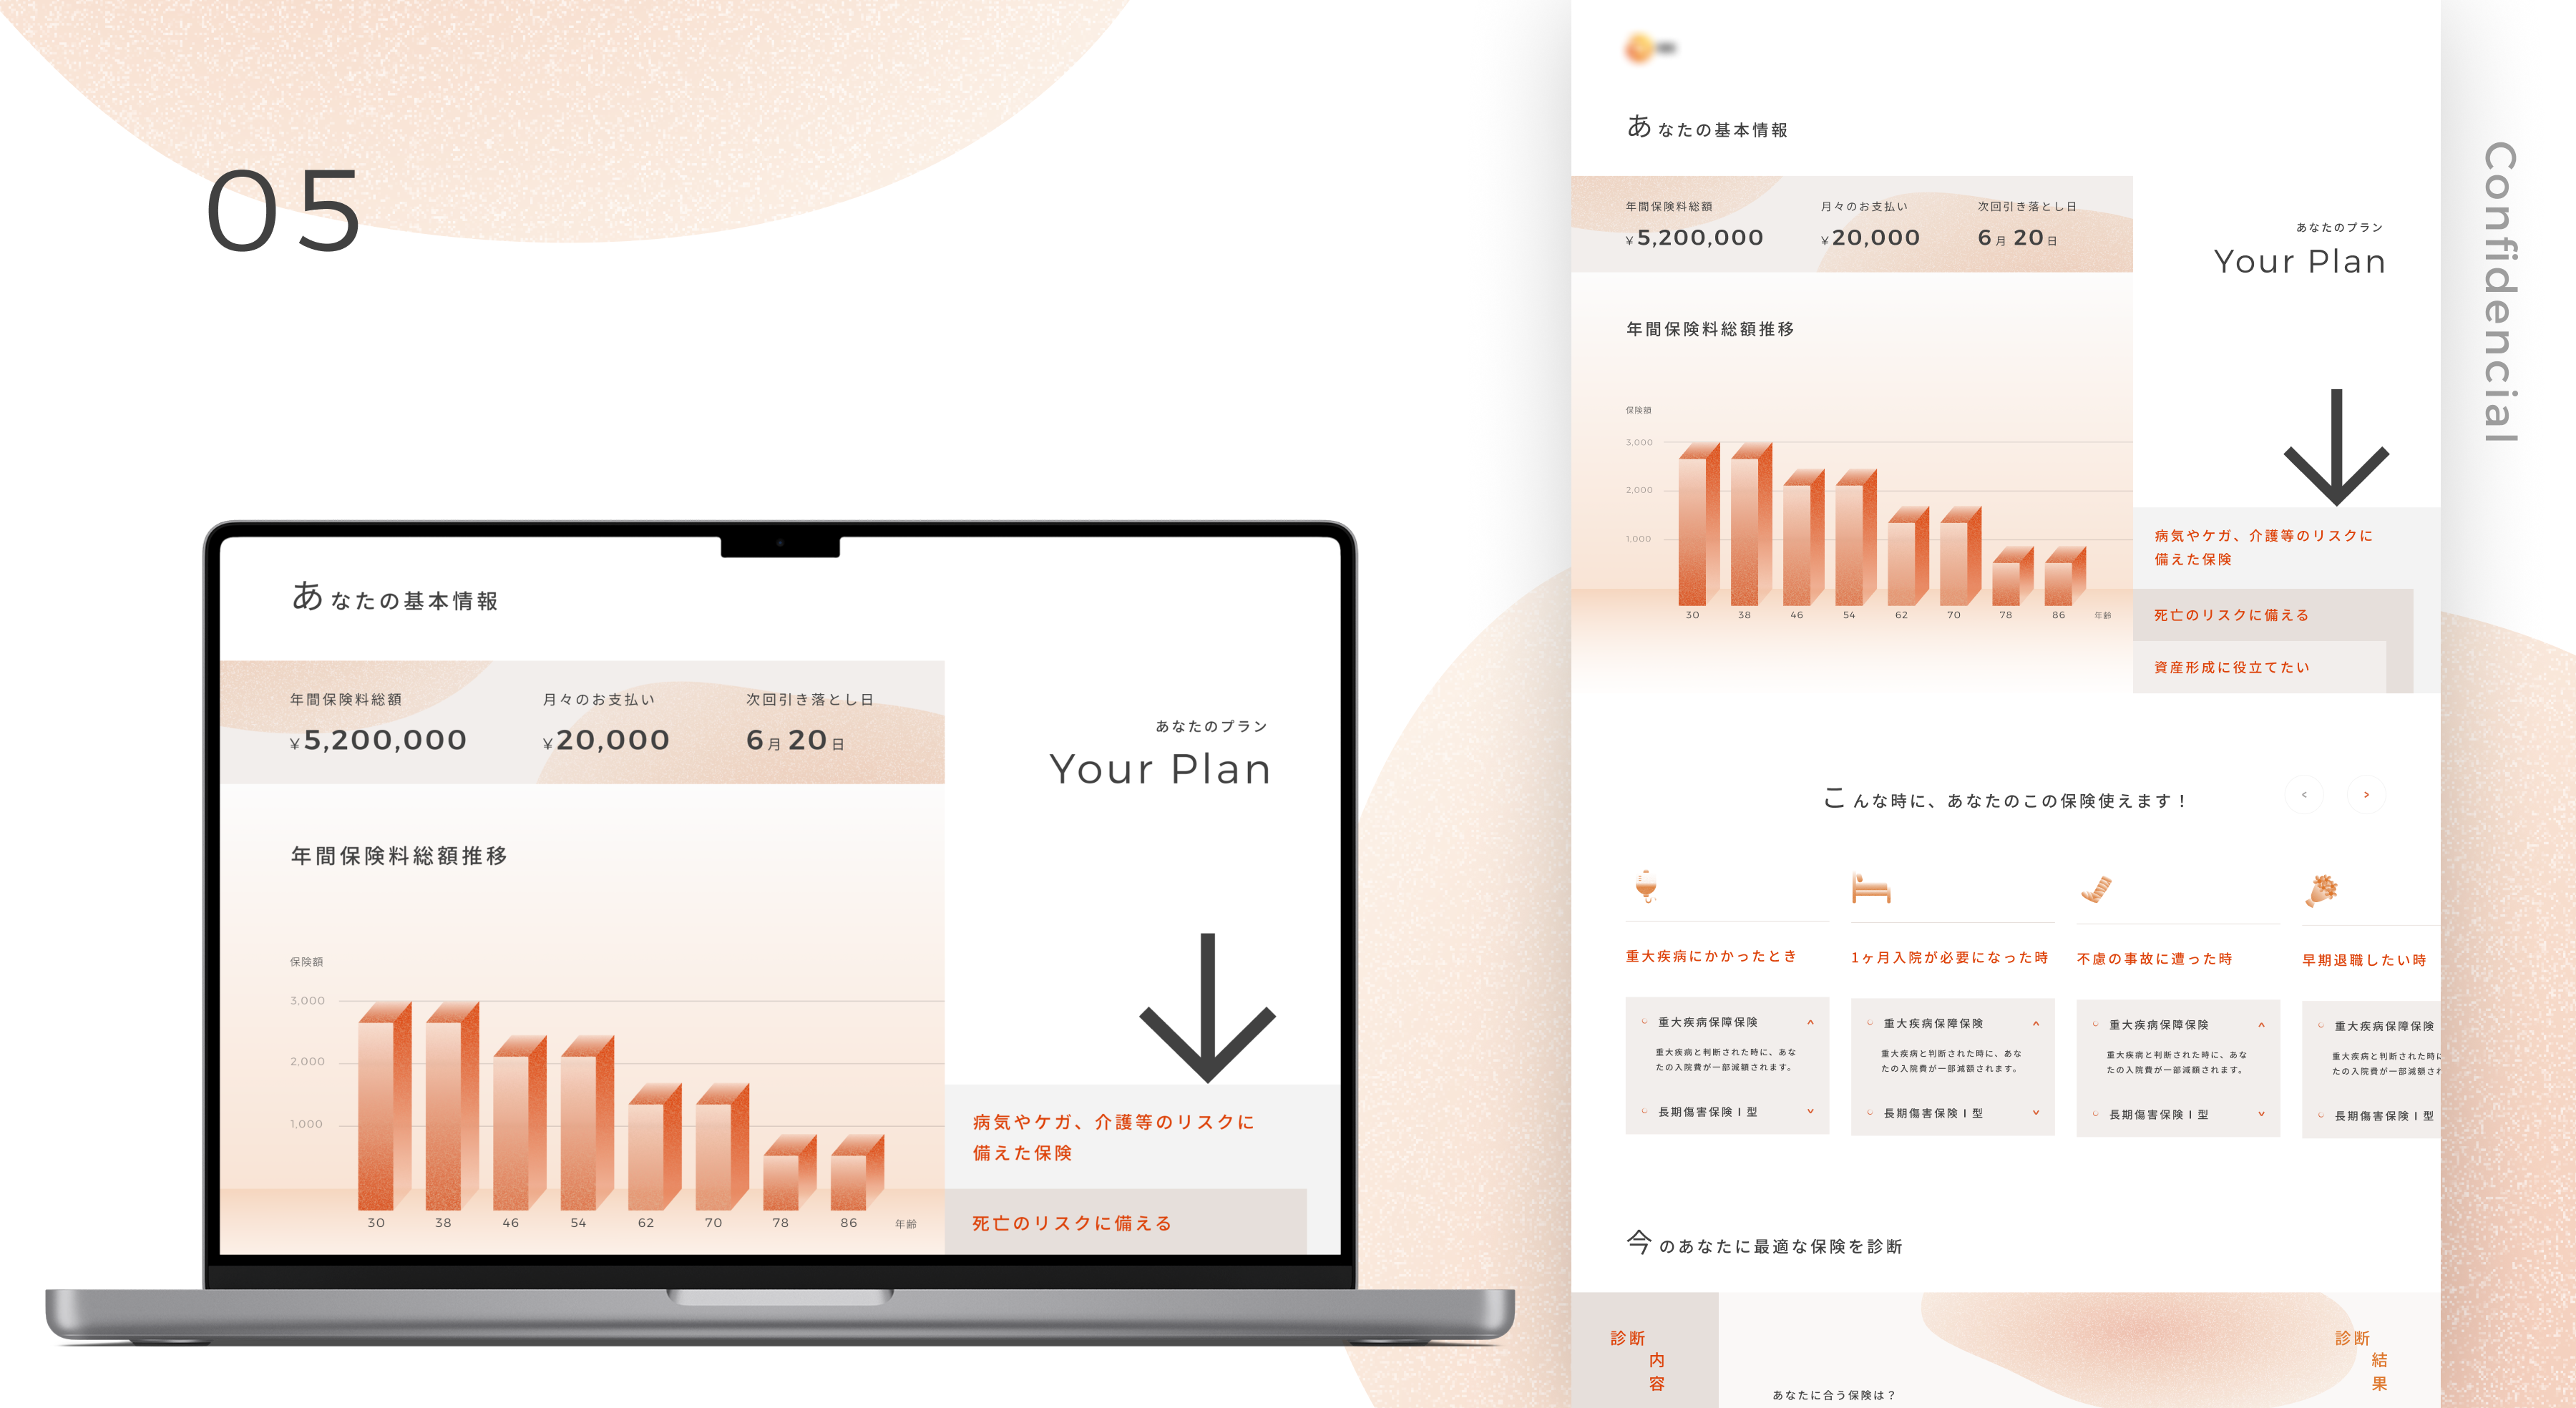 05
あなたの基本情報
年間保険料総額 月々のお支払い 次回引き落とし日
¥5,200,000 ¥20,000 6月20日
あなたのプラン
Your Plan
年間保険料総額推移
保険額
3,000
2,000
1,000
30 38 46 54 62 70 78 86 年齢
病気やケガ、介護等のリスクに
備えた保険
死亡のリスクに備える
あなたの基本情報
年間保険料総額 月々のお支払い 次回引き落とし日
¥5,200,000 ¥20,000 6月20日
あなたのプラン
Your Plan
年間保険料総額推移
保険額
3,000
2,000
1,000
30 38 46 54 62 70 78 86 年齢
病気やケガ、介護等のリスクに
備えた保険
死亡のリスクに備える
資産形成に役立てたい
こんな時に、あなたのこの保険使えます！
< >
重大疾病にかかったとき
重大疾病保障保険
重大疾病と判断された時に、あな
たの入院費が一部減額されます。
長期傷害保険Ⅰ型
1ヶ月入院が必要になった時
重大疾病保障保険
重大疾病と判断された時に、あな
たの入院費が一部減額されます。
長期傷害保険Ⅰ型
不慮の事故に遭った時
重大疾病保障保険
重大疾病と判断された時に、あな
たの入院費が一部減額されます。
長期傷害保険Ⅰ型
早期退職したい時
重大疾病保障保険
重大疾病と判断された時に
たの入院費が一部減額され
長期傷害保険Ⅰ型
今のあなたに最適な保険を診断
診断
内
容
あなたに合う保険は？
診断
結
果
Confidencial